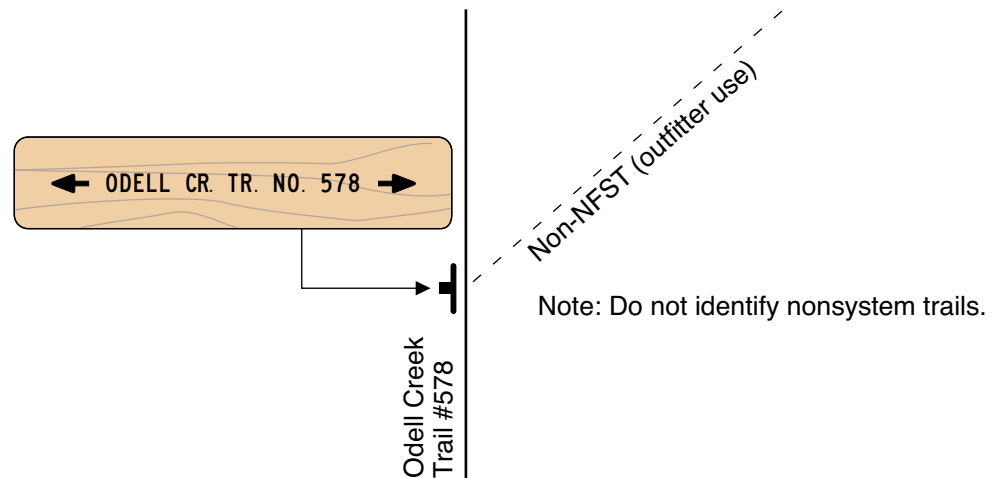 ODELL CR. TR. NO. 578
Non-NFST (outfitter use)
Note: Do not identify nonsystem trails.
Odell Creek
Trail #578